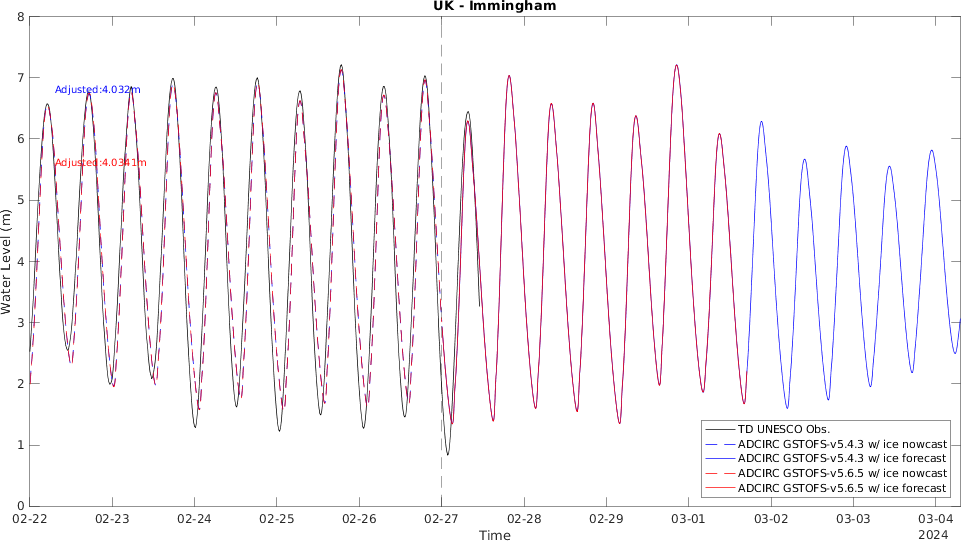 UK - Immingham
8
7
6
5
4
3
2
1
0
Water Level (m)
Adjusted:4.032m
Adjusted:4.0341m
TD UNESCO Obs.
ADCIRC GSTOFS-v5.4.3 w/ ice nowcast
ADCIRC GSTOFS-v5.4.3 w/ ice forecast
ADCIRC GSTOFS-v5.6.5 w/ ice nowcast
ADCIRC GSTOFS-v5.6.5 w/ ice forecast
02-22 02-23 02-24 02-25 02-26 02-27 02-28 02-29 03-01 03-02 03-03 03-04
Time
2024